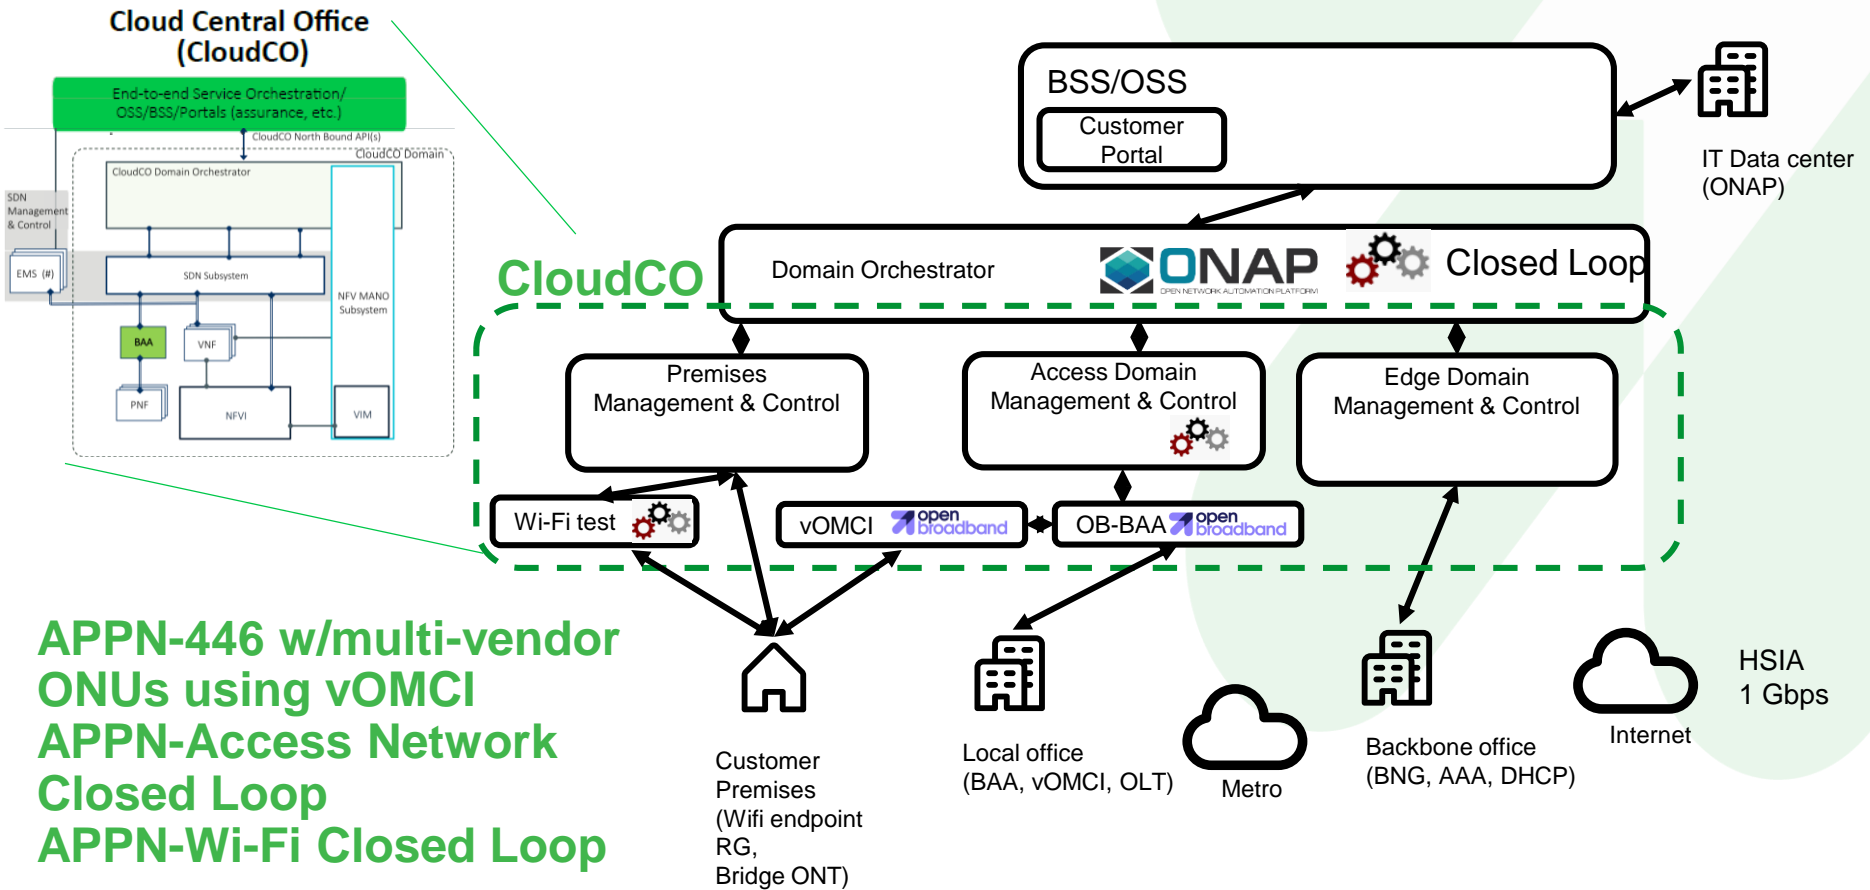 Cloud Central Office
(CloudCO)
End-to-end Service Orchestration/
OSS/BSS/Portals (assurance, etc.)
CloudCO North Bound API(s)
CloudCO Domain
CloudCO Domain Orchestrator
SDN
Management
& Control
EMS (#)
SDN Subsystem
NFV MANO
Subsystem
BAA
VNF
PNF
NFVI
VIM
BSS/OSS
Customer
Portal
IT Data center
(ONAP)
CloudCO
Domain Orchestrator
ONAP
OPEN NETWORK AUTOMATION PLATFORM
Closed Loop
Premises
Management & Control
Access Domain
Management & Control
Edge Domain
Management & Control
Wi-Fi test
vOMCI
open
broadband
OB-BAA
open
broadband
APPN-446 w/multi-vendor
ONUs using vOMCI
APPN-Access Network
Closed Loop
APPN-Wi-Fi Closed Loop
Customer
Premises
(Wifi endpoint
RG,
Bridge ONT)
Local office
(BAA, vOMCI, OLT)
Metro
Backbone office
(BNG, AAA, DHCP)
Internet
HSIA
1 Gbps